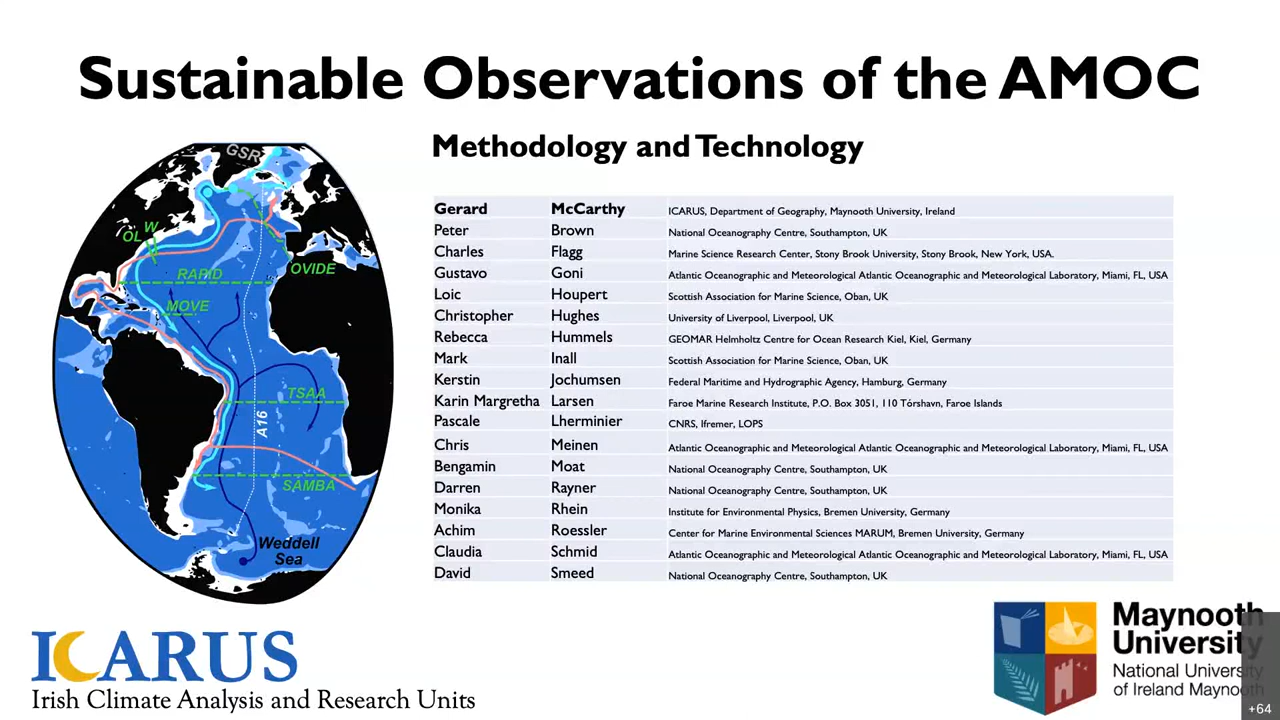 Sustainable Observations of the AMOC
Methodology and Technology
GSR
OL W
RAPID
OVIDE
MOVE
TSAA
A16
SAMBA
Weddell
Sea
Gerard McCarthy ICARUS, Department of Geography, Maynooth University, Ireland
Peter Brown National Oceanography Centre, Southampton, UK
Charles Flagg Marine Science Research Center, Stony Brook University, Stony Brook, New York, USA.
Gustavo Goni Atlantic Oceanographic and Meteorological Atlantic Oceanographic and Meteorological Laboratory, Miami, FL, USA
Loic Houpert Scottish Association for Marine Science, Oban, UK
Christopher Hughes University of Liverpool, Liverpool, UK
Rebecca Hummels GEOMAR Helmholtz Centre for Ocean Research Kiel, Kiel, Germany
Mark Inall Scottish Association for Marine Science, Oban, UK
Kerstin Jochumsen Federal Maritime and Hydrographic Agency, Hamburg, Germany
Karin Margretha Larsen Faroe Marine Research Institute, P.O. Box 3051, 110 Tórshavn, Faroe Islands
Pascale Lherminier CNRS, Ifremer, LOPS
Chris Meinen Atlantic Oceanographic and Meteorological Atlantic Oceanographic and Meteorological Laboratory, Miami, FL, USA
Bengamin Moat National Oceanography Centre, Southampton, UK
Darren Rayner National Oceanography Centre, Southampton, UK
Monika Rhein Institute for Environmental Physics, Bremen University, Germany
Achim Roessler Center for Marine Environmental Sciences MARUM, Bremen University, Germany
Claudia Schmid Atlantic Oceanographic and Meteorological Atlantic Oceanographic and Meteorological Laboratory, Miami, FL, USA
David Smeed National Oceanography Centre, Southampton, UK
ICARUS
Irish Climate Analysis and Research Units
Maynooth
University
National University
of Ireland Maynooth
+64